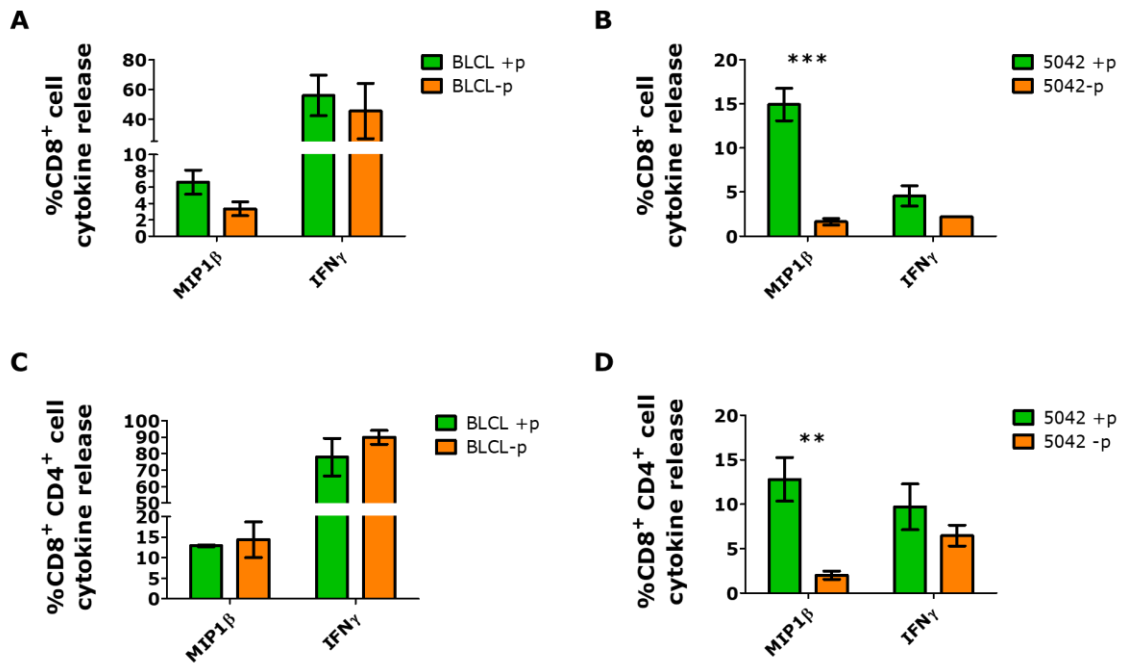 A
%CD8+ cell
cytokine release
80
60
40
10
8
6
4
2
0
MIP1β
IFNγ
BLCL +p
BLCL-p
B
%CD8+ cell
cytokine release
20
15
10
5
0
***
MIP1β
IFNγ
5042 +p
5042-p
C
%CD8+ CD4+ cell
cytokine release
100
90
80
70
60
50
20
15
10
5
0
MIP1β
IFNγ
BLCL +p
BLCL-p
D
%CD8+ CD4+ cell
cytokine release
20
15
10
5
0
**
MIP1β
IFNγ
5042 +p
5042 -p